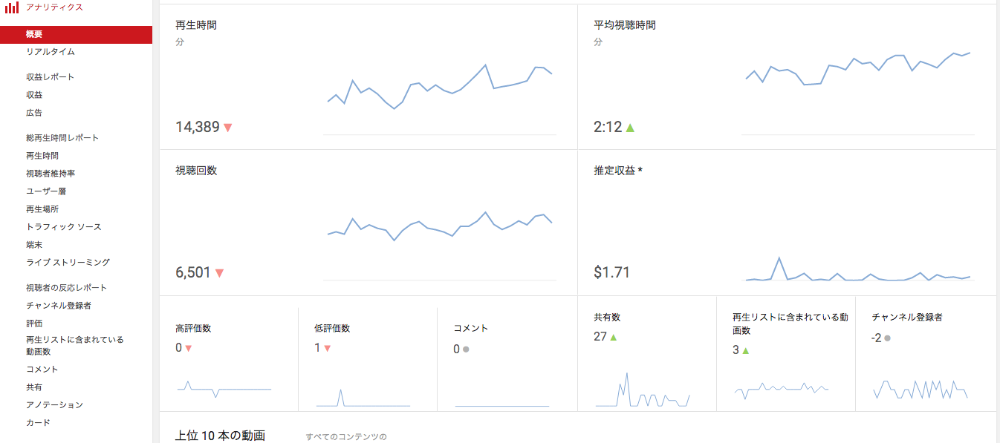 アナリティクス
概要
リアルタイム
収益レポート
収益
広告
総再生時間レポート
再生時間
視聴者維持率
ユーザー層
再生場所
トラフィック ソース
端末
ライブ ストリーミング
視聴者の反応レポート
チャンネル登録者
評価
再生リストに含まれている
動画数
コメント
共有
アノテーション
カード
再生時間
分
14,389
平均視聴時間
分
2:12
視聴回数
6,501
推定収益 *
$1.71
高評価数
0
低評価数
1
コメント
0
共有数
27
再生リストに含まれている動
画数
3
チャンネル登録者
-2
上位 10 本の動画
すべてのコンテンツの